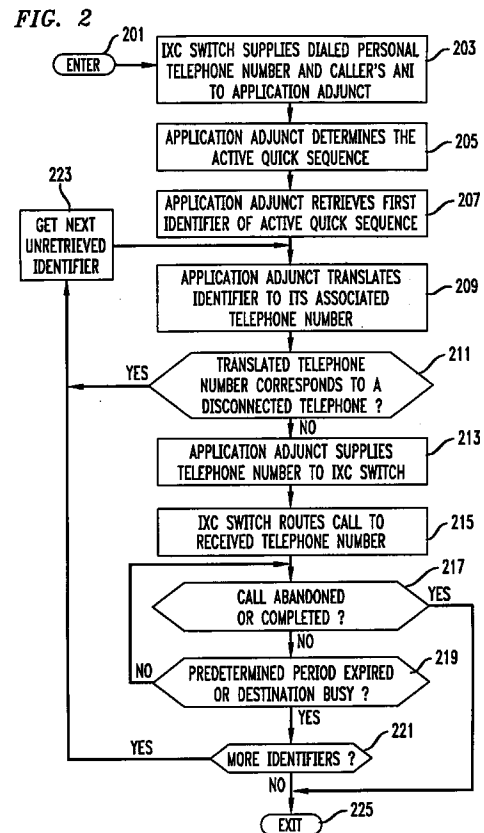 FIG. 2
201
ENTER
IXC SWITCH SUPPLIES DIALED PERSONAL
TELEPHONE NUMBER AND CALLER'S ANI
TO APPLICATION ADJUNCT
203
APPLICATION ADJUNCT DETERMINES THE
ACTIVE QUICK SEQUENCE
205
223
GET NEXT
UNRETRIEVED
IDENTIFIER
APPLICATION ADJUNCT RETRIEVES FIRST
IDENTIFIER OF ACTIVE QUICK SEQUENCE
207
APPLICATION ADJUNCT TRANSLATES
IDENTIFIER TO ITS ASSOCIATED
TELEPHONE NUMBER
209
YES
TRANSLATED TELEPHONE
NUMBER CORRESPONDS TO A
DISCONNECTED TELEPHONE ?
211
NO
APPLICATION ADJUNCT SUPPLIES
TELEPHONE NUMBER TO IXC SWITCH
213
IXC SWITCH ROUTES CALL TO
RECEIVED TELEPHONE NUMBER
215
217
CALL ABANDONED
OR COMPLETED ?
YES
NO
NO
PREDETERMINED PERIOD EXPIRED
OR DESTINATION BUSY ?
219
YES
YES
MORE IDENTIFIERS ?
221
NO
EXIT
225